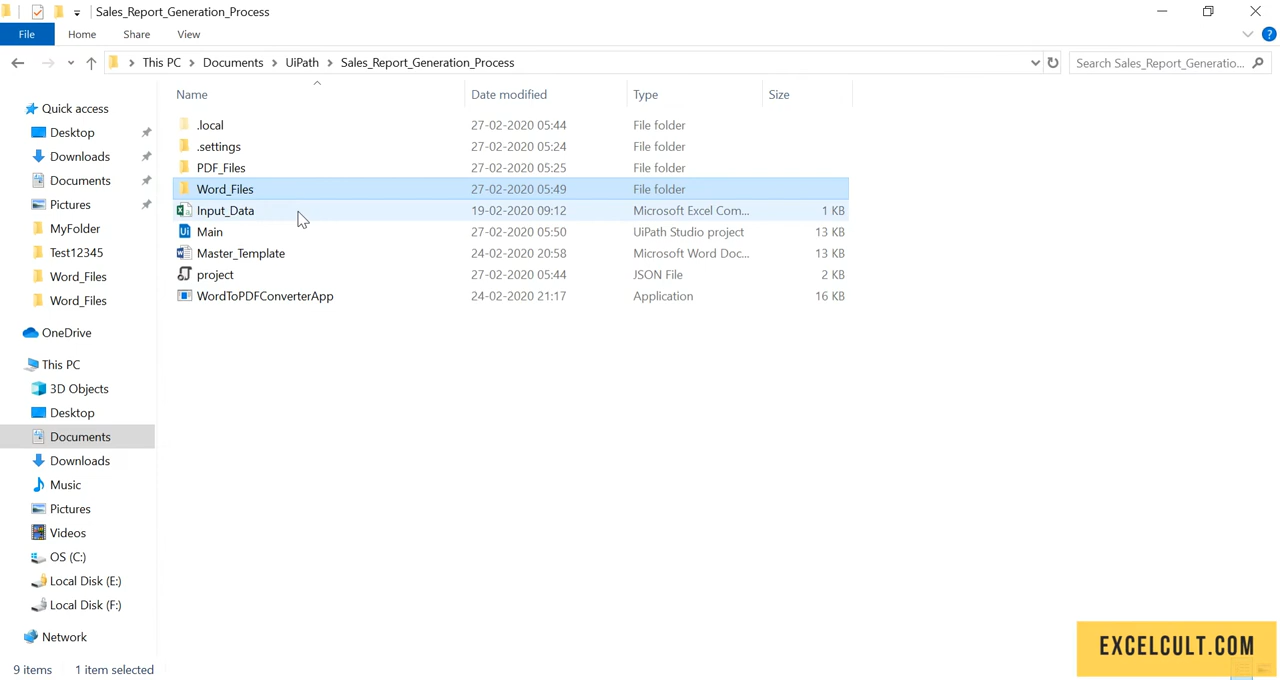 Sales_Report_Generation_Process
File Home Share View
This PC Documents UiPath Sales_Report_Generation_Process
Search Sales_Report_Generatio...
Name Date modified Type Size
.local 27-02-2020 05:44 File folder
.settings 27-02-2020 05:24 File folder
PDF_Files 27-02-2020 05:25 File folder
Word_Files 27-02-2020 05:49 File folder
Input_Data 19-02-2020 09:12 Microsoft Excel Com... 1 KB
Main 27-02-2020 05:50 UiPath Studio project 13 KB
Master_Template 24-02-2020 20:58 Microsoft Word Doc... 13 KB
project 27-02-2020 05:44 JSON File 2 KB
WordToPDFConverterApp 24-02-2020 21:17 Application 16 KB
Quick access
Desktop
Downloads
Documents
Pictures
MyFolder
Test12345
Word_Files
Word_Files
OneDrive
This PC
3D Objects
Desktop
Documents
Downloads
Music
Pictures
Videos
OS (C:)
Local Disk (E:)
Local Disk (F:)
Network
9 items 1 item selected
EXCELCULT.COM